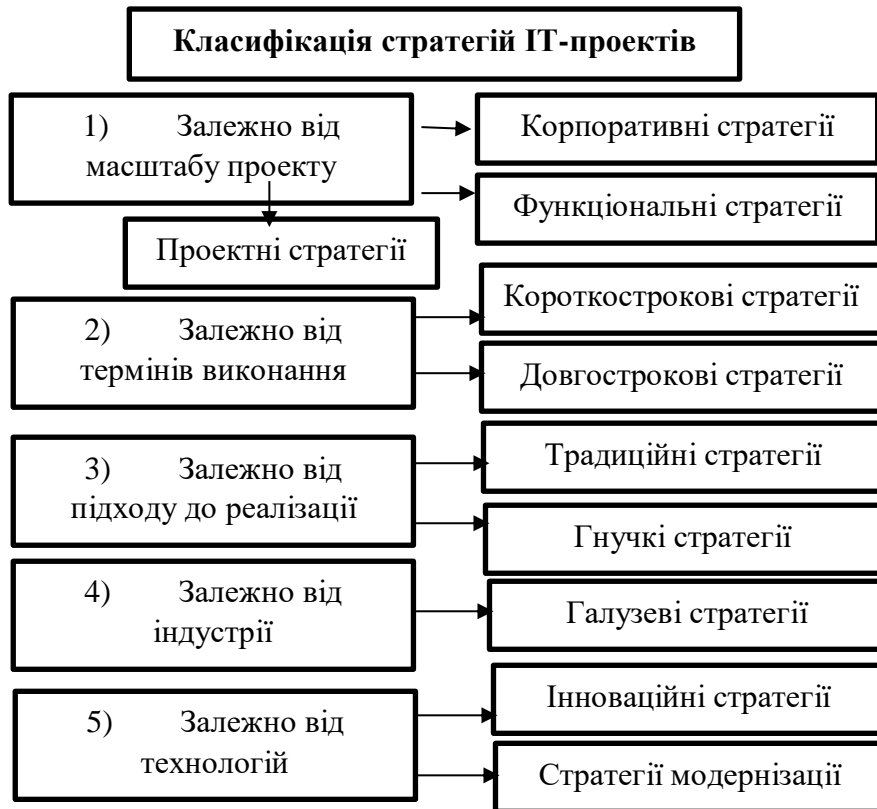 Класифікація стратегій ІТ-проектів
1) Залежно від
масштабу проекту
Корпоративні стратегії
Функціональні стратегії
Проектні стратегії
2) Залежно від
термінів виконання
Короткострокові стратегії
Довгострокові стратегії
3) Залежно від
підходу до реалізації
Традиційні стратегії
Гнучкі стратегії
4) Залежно від
індустрії
Галузеві стратегії
5) Залежно від
технологій
Інноваційні стратегії
Стратегії модернізації